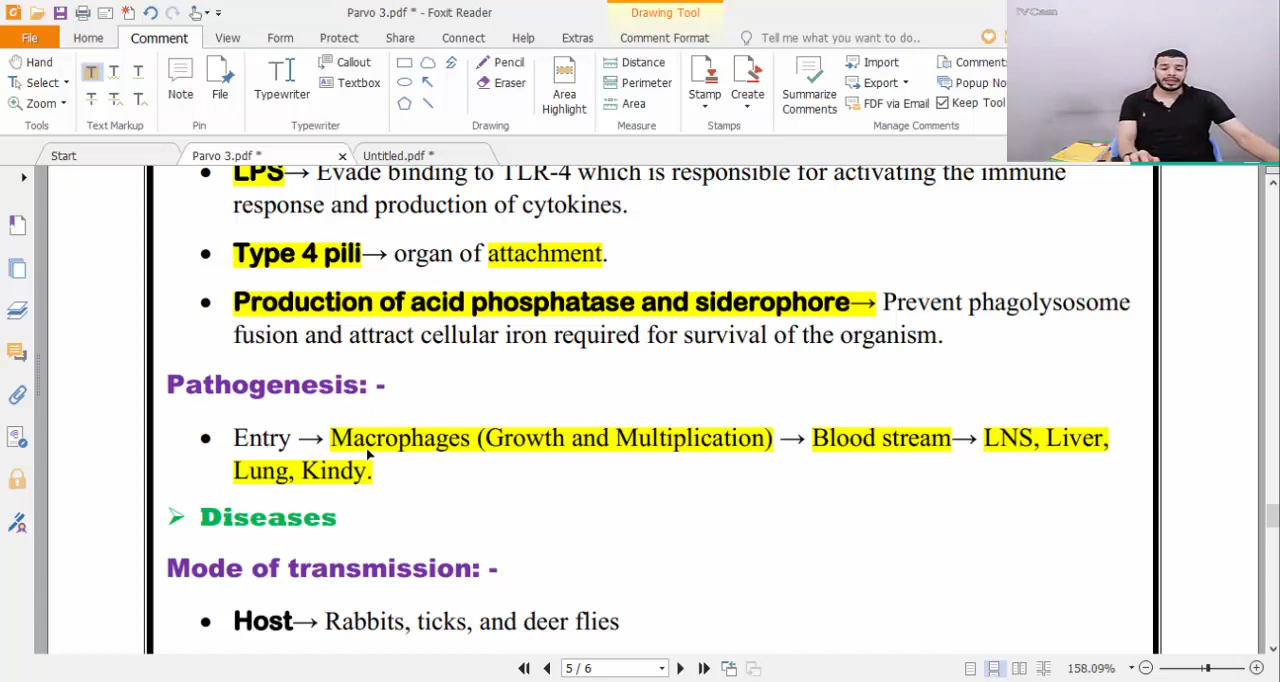 Parvo 3.pdf * - Foxit Reader
Drawing Tool
iVCam
File Home Comment View Form Protect Share Connect Help Extras Comment Format Tell me what you want to do..
Hand
Select
Zoom
Tools
Text Markup
Note
File
Pin
Typewriter
Callout
Textbox
Typewriter
Pencil
Eraser
Drawing
Area
Highlight
Distance
Perimeter
Area
Measure
Stamp
Create
Stamps
Summarize
Comments
Import
Export
FDF via Email
Comment
Popup No
Keep Tool
Manage Comments
Start
Parvo 3.pdf *
Untitled.pdf *
• LPS→ Evade binding to TLR-4 which is responsible for activating the immune
response and production of cytokines.
• Type 4 pili→ organ of attachment.
• Production of acid phosphatase and siderophore→ Prevent phagolysosome
fusion and attract cellular iron required for survival of the organism.
Pathogenesis: -
• Entry → Macrophages (Growth and Multiplication) → Blood stream→ LNS, Liver,
Lung, Kindy.
➢ Diseases
Mode of transmission: -
• Host→ Rabbits, ticks, and deer flies
5 / 6
158.09%